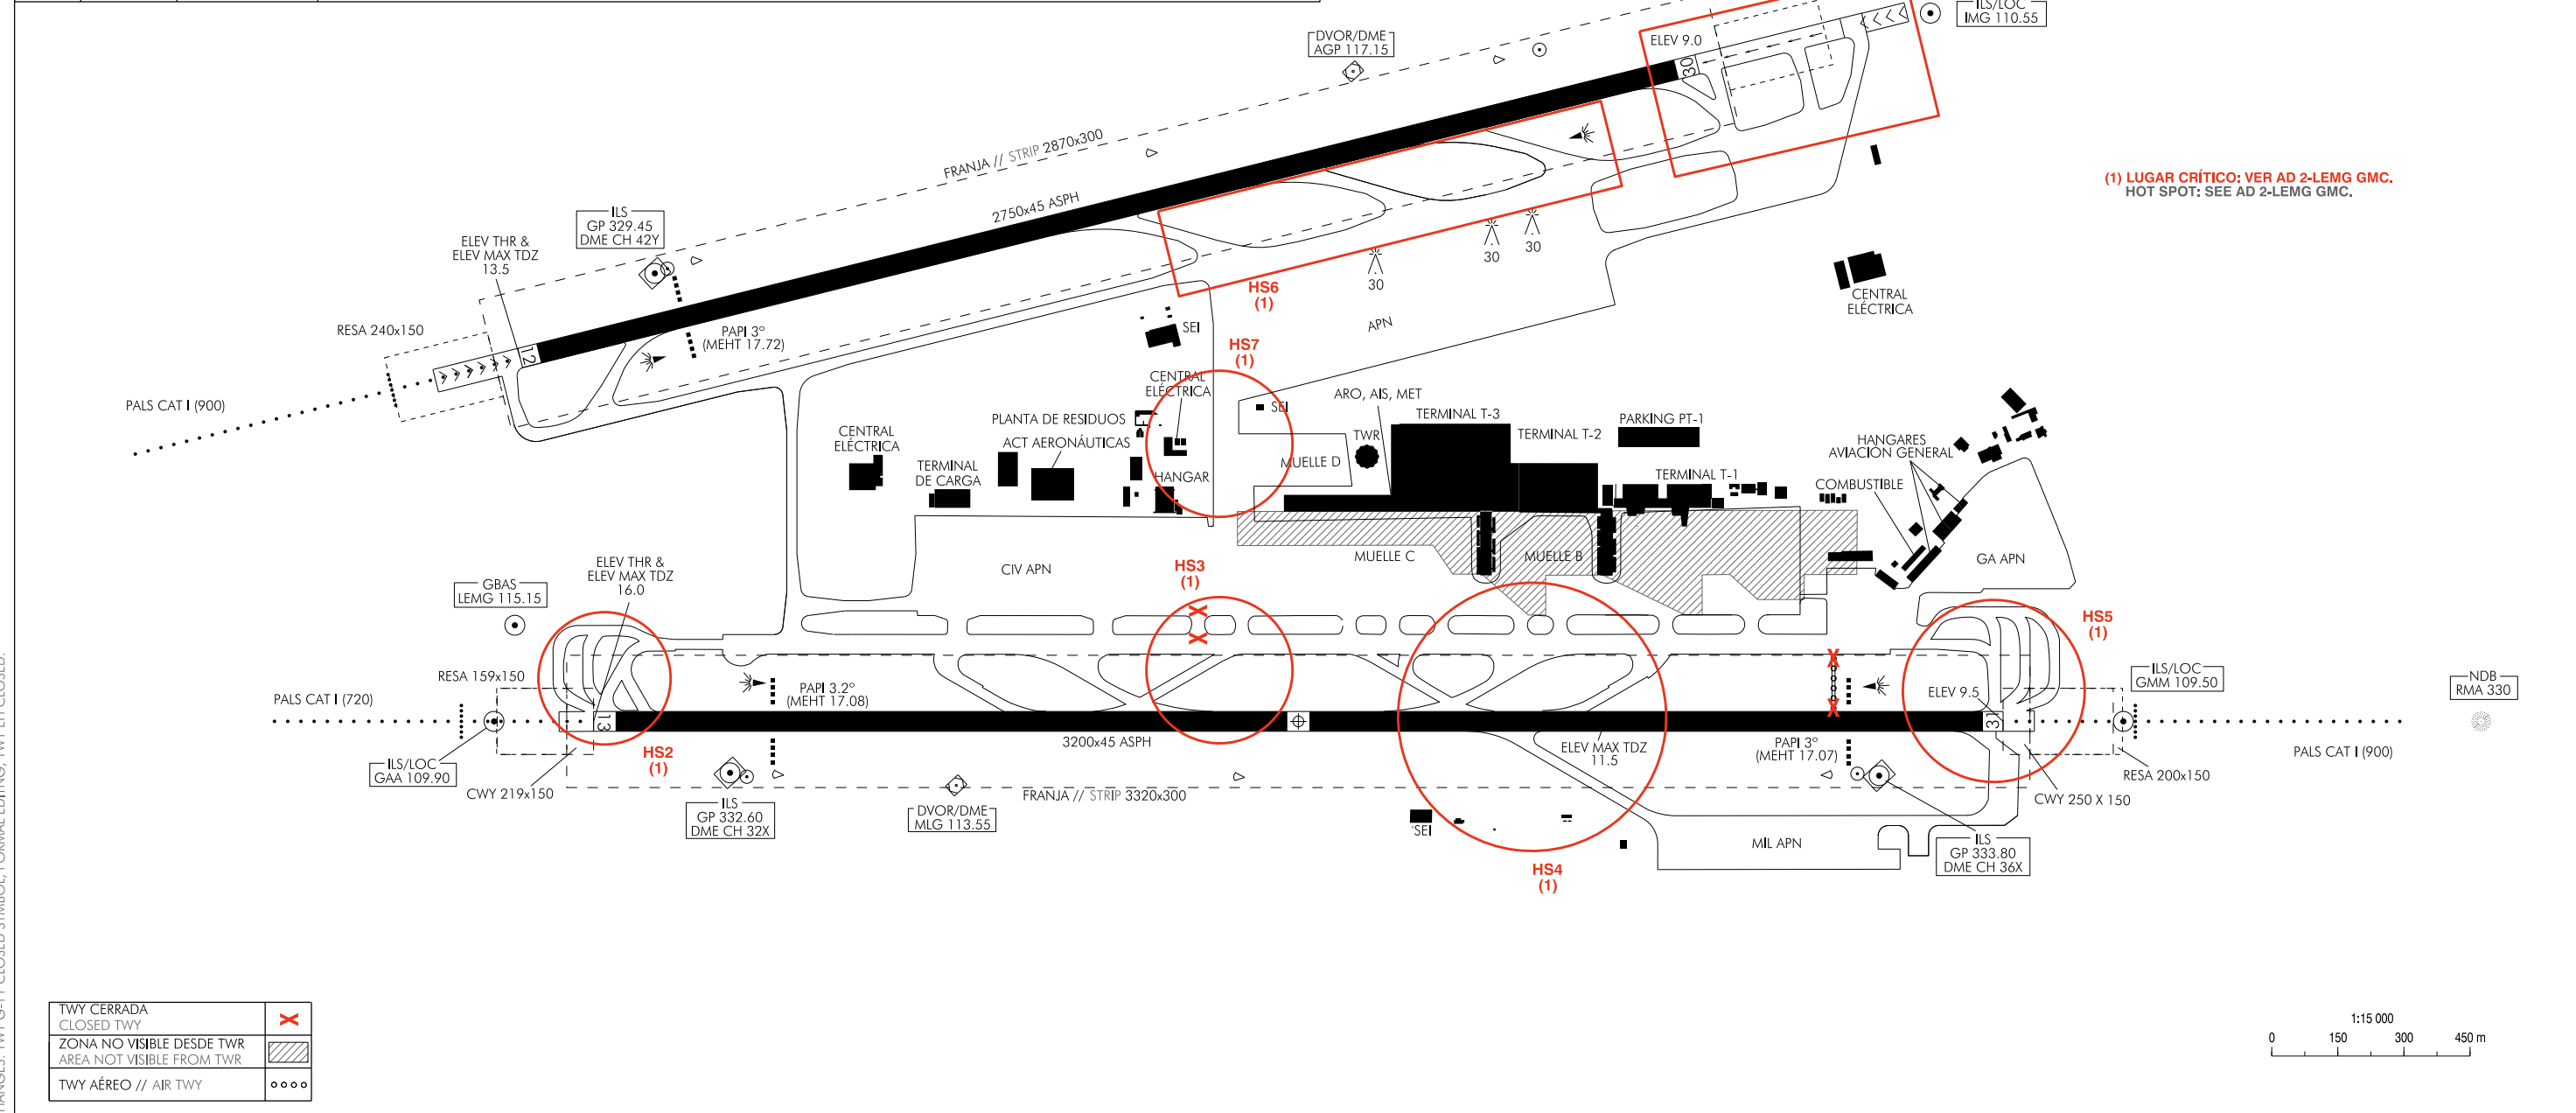 ILS/LOC
IMG 110.55
DVOR/DME
AGP 117.15
ELEV 9.0
30
FRANJA // STRIP 2870x300
2750x45 ASPH
(1) LUGAR CRÍTICO: VER AD 2-LEMG GMC.
HOT SPOT: SEE AD 2-LEMG GMC.
ILS
GP 329.45
DME CH 42Y
ELEV THR &
ELEV MAX TDZ
13.5
30
30
30
HS6
(1)
CENTRAL
ELÉCTRICA
RESA 240x150
12
PAPI 3º
(MEHT 17.72)
SEI
APN
HS7
(1)
PALS CAT I (900)
CENTRAL
ELÉCTRICA
SEI
ARO, AIS, MET
PLANTA DE RESIDUOS
ACT AERONÁUTICAS
CENTRAL
ELÉCTRICA
TERMINAL
DE CARGA
HANGAR
MUELLE D
TWR
TERMINAL T-3
TERMINAL T-2
PARKING PT-1
TERMINAL T-1
HANGARES
AVIACIÓN GENERAL
COMBUSTIBLE
MUELLE C
MUELLE B
GA APN
CIV APN
HS3
(1)
ELEV THR &
ELEV MAX TDZ
16.0
GBAS
LEMG 115.15
HS5
(1)
RESA 159x150
PALS CAT I (720)
PAPI 3.2º
(MEHT 17.08)
ELEV 9.5
ILS/LOC
GMM 109.50
NDB
RMA 330
13
31
3200x45 ASPH
HS2
(1)
ELEV MAX TDZ
11.5
PAPI 3º
(MEHT 17.07)
PALS CAT I (900)
ILS/LOC
GAA 109.90
CWY 219x150
RESA 200x150
CWY 250 X 150
FRANJA // STRIP 3320x300
ILS
GP 332.60
DME CH 32X
DVOR/DME
MLG 113.55
SEI
MIL APN
ILS
GP 333.80
DME CH 36X
HS4
(1)
TWY CERRADA
CLOSED TWY
ZONA NO VISIBLE DESDE TWR
AREA NOT VISIBLE FROM TWR
TWY AÉREO // AIR TWY
1:15 000
0 150 300 450 m